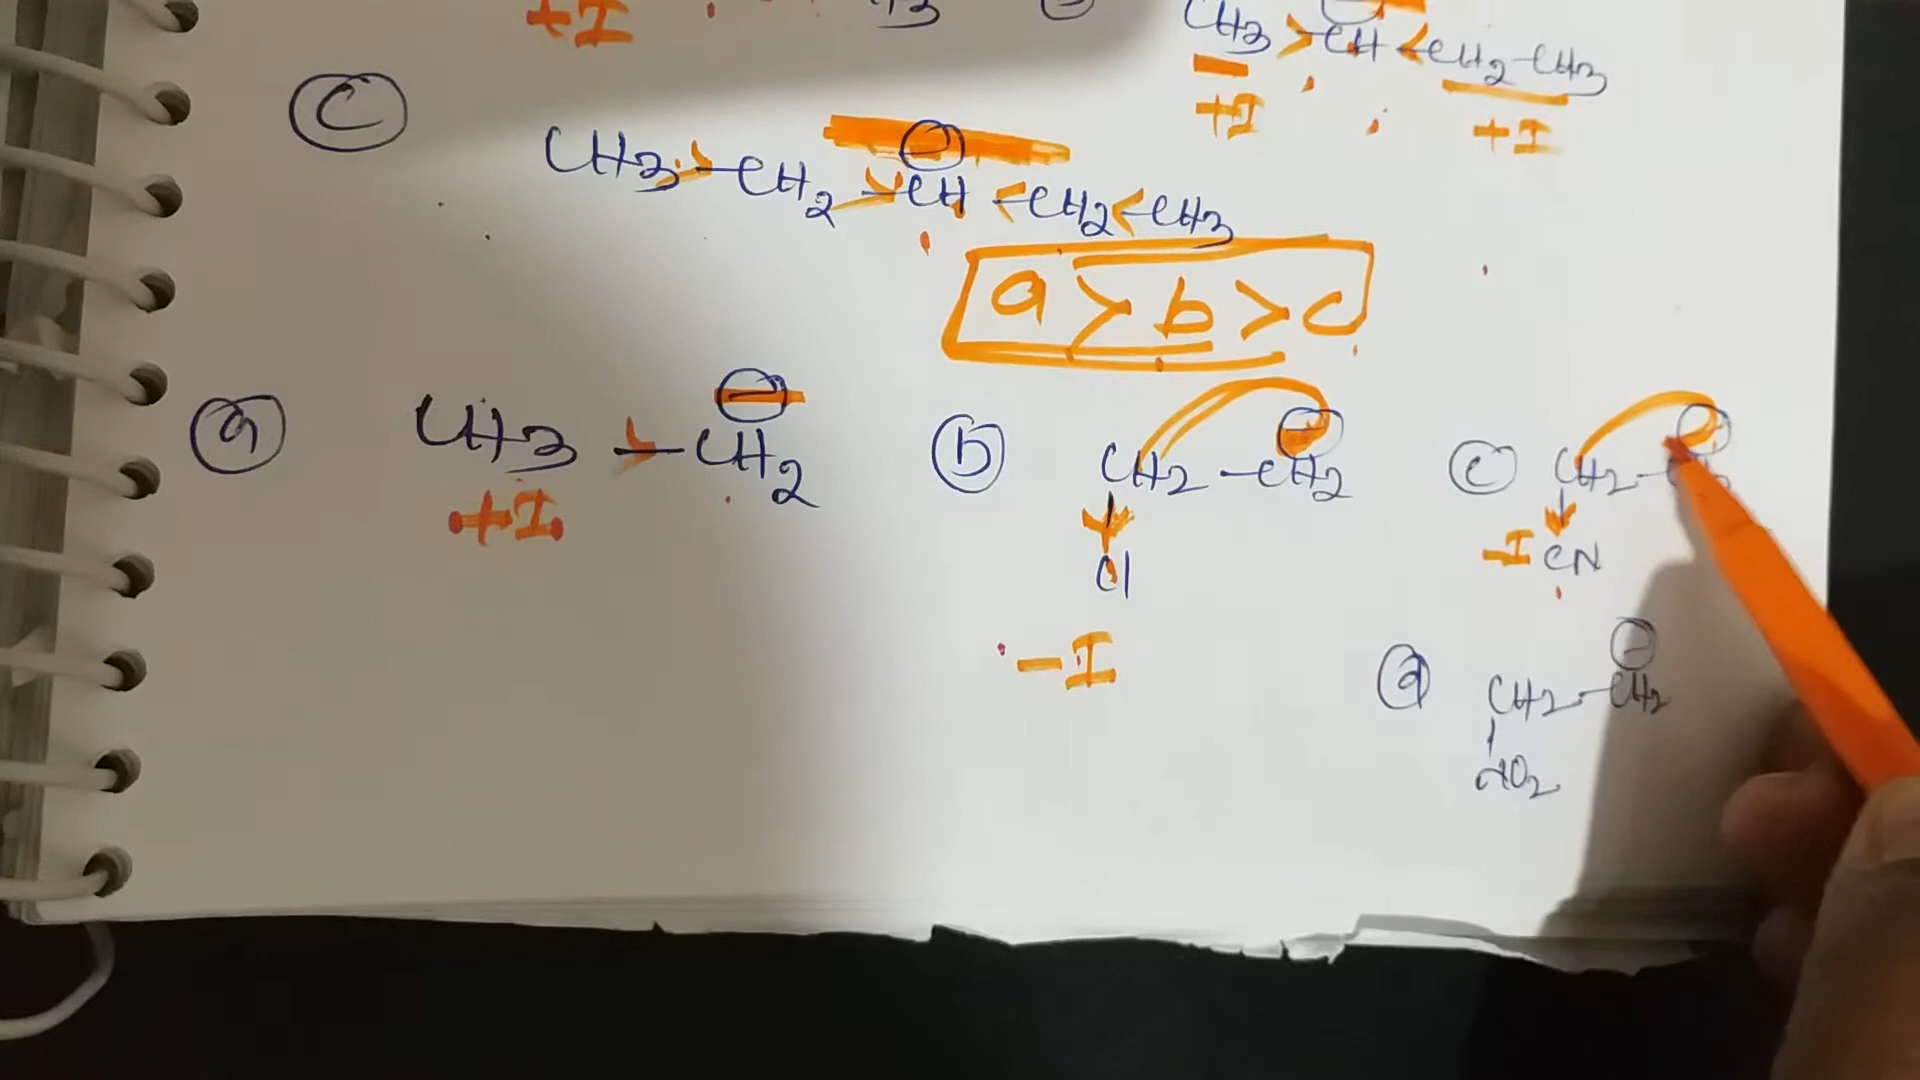 +I
CH3 CH CH2-CH3
+I +I
C
⊖
CH3-CH2-CH-CH2-CH3
a > b > c
a CH3-CH2 ⊖
+I
b CH2-CH2 ⊖
Cl
-I
c CH2-
-I CN
d CH2-CH2 ⊖
NO2